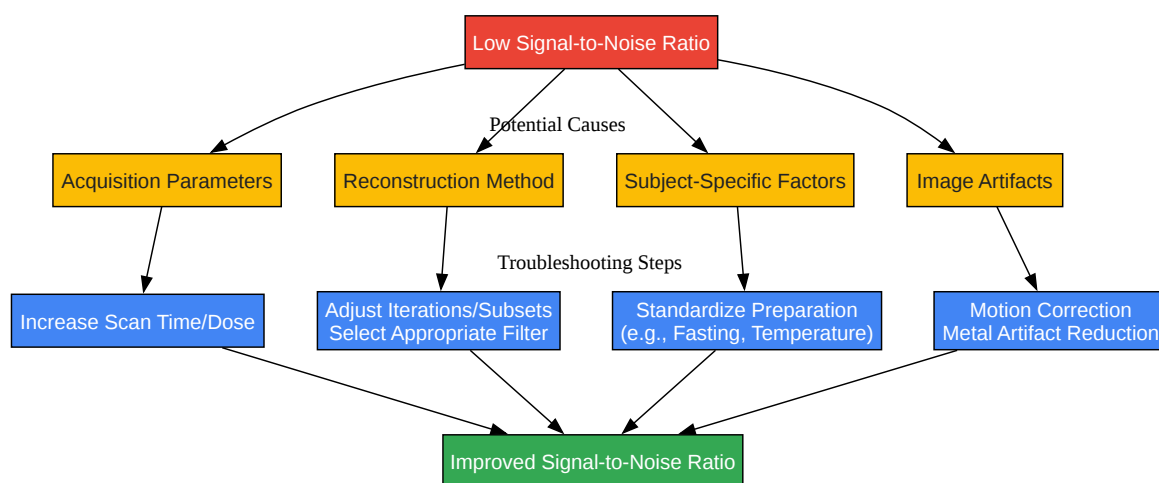 Low Signal-to-Noise Ratio
Potential Causes
Acquisition Parameters
Reconstruction Method
Subject-Specific Factors
Image Artifacts
Troubleshooting Steps
Increase Scan Time/Dose
Adjust Iterations/Subsets
Select Appropriate Filter
Standardize Preparation
(e.g., Fasting, Temperature)
Motion Correction
Metal Artifact Reduction
Improved Signal-to-Noise Ratio